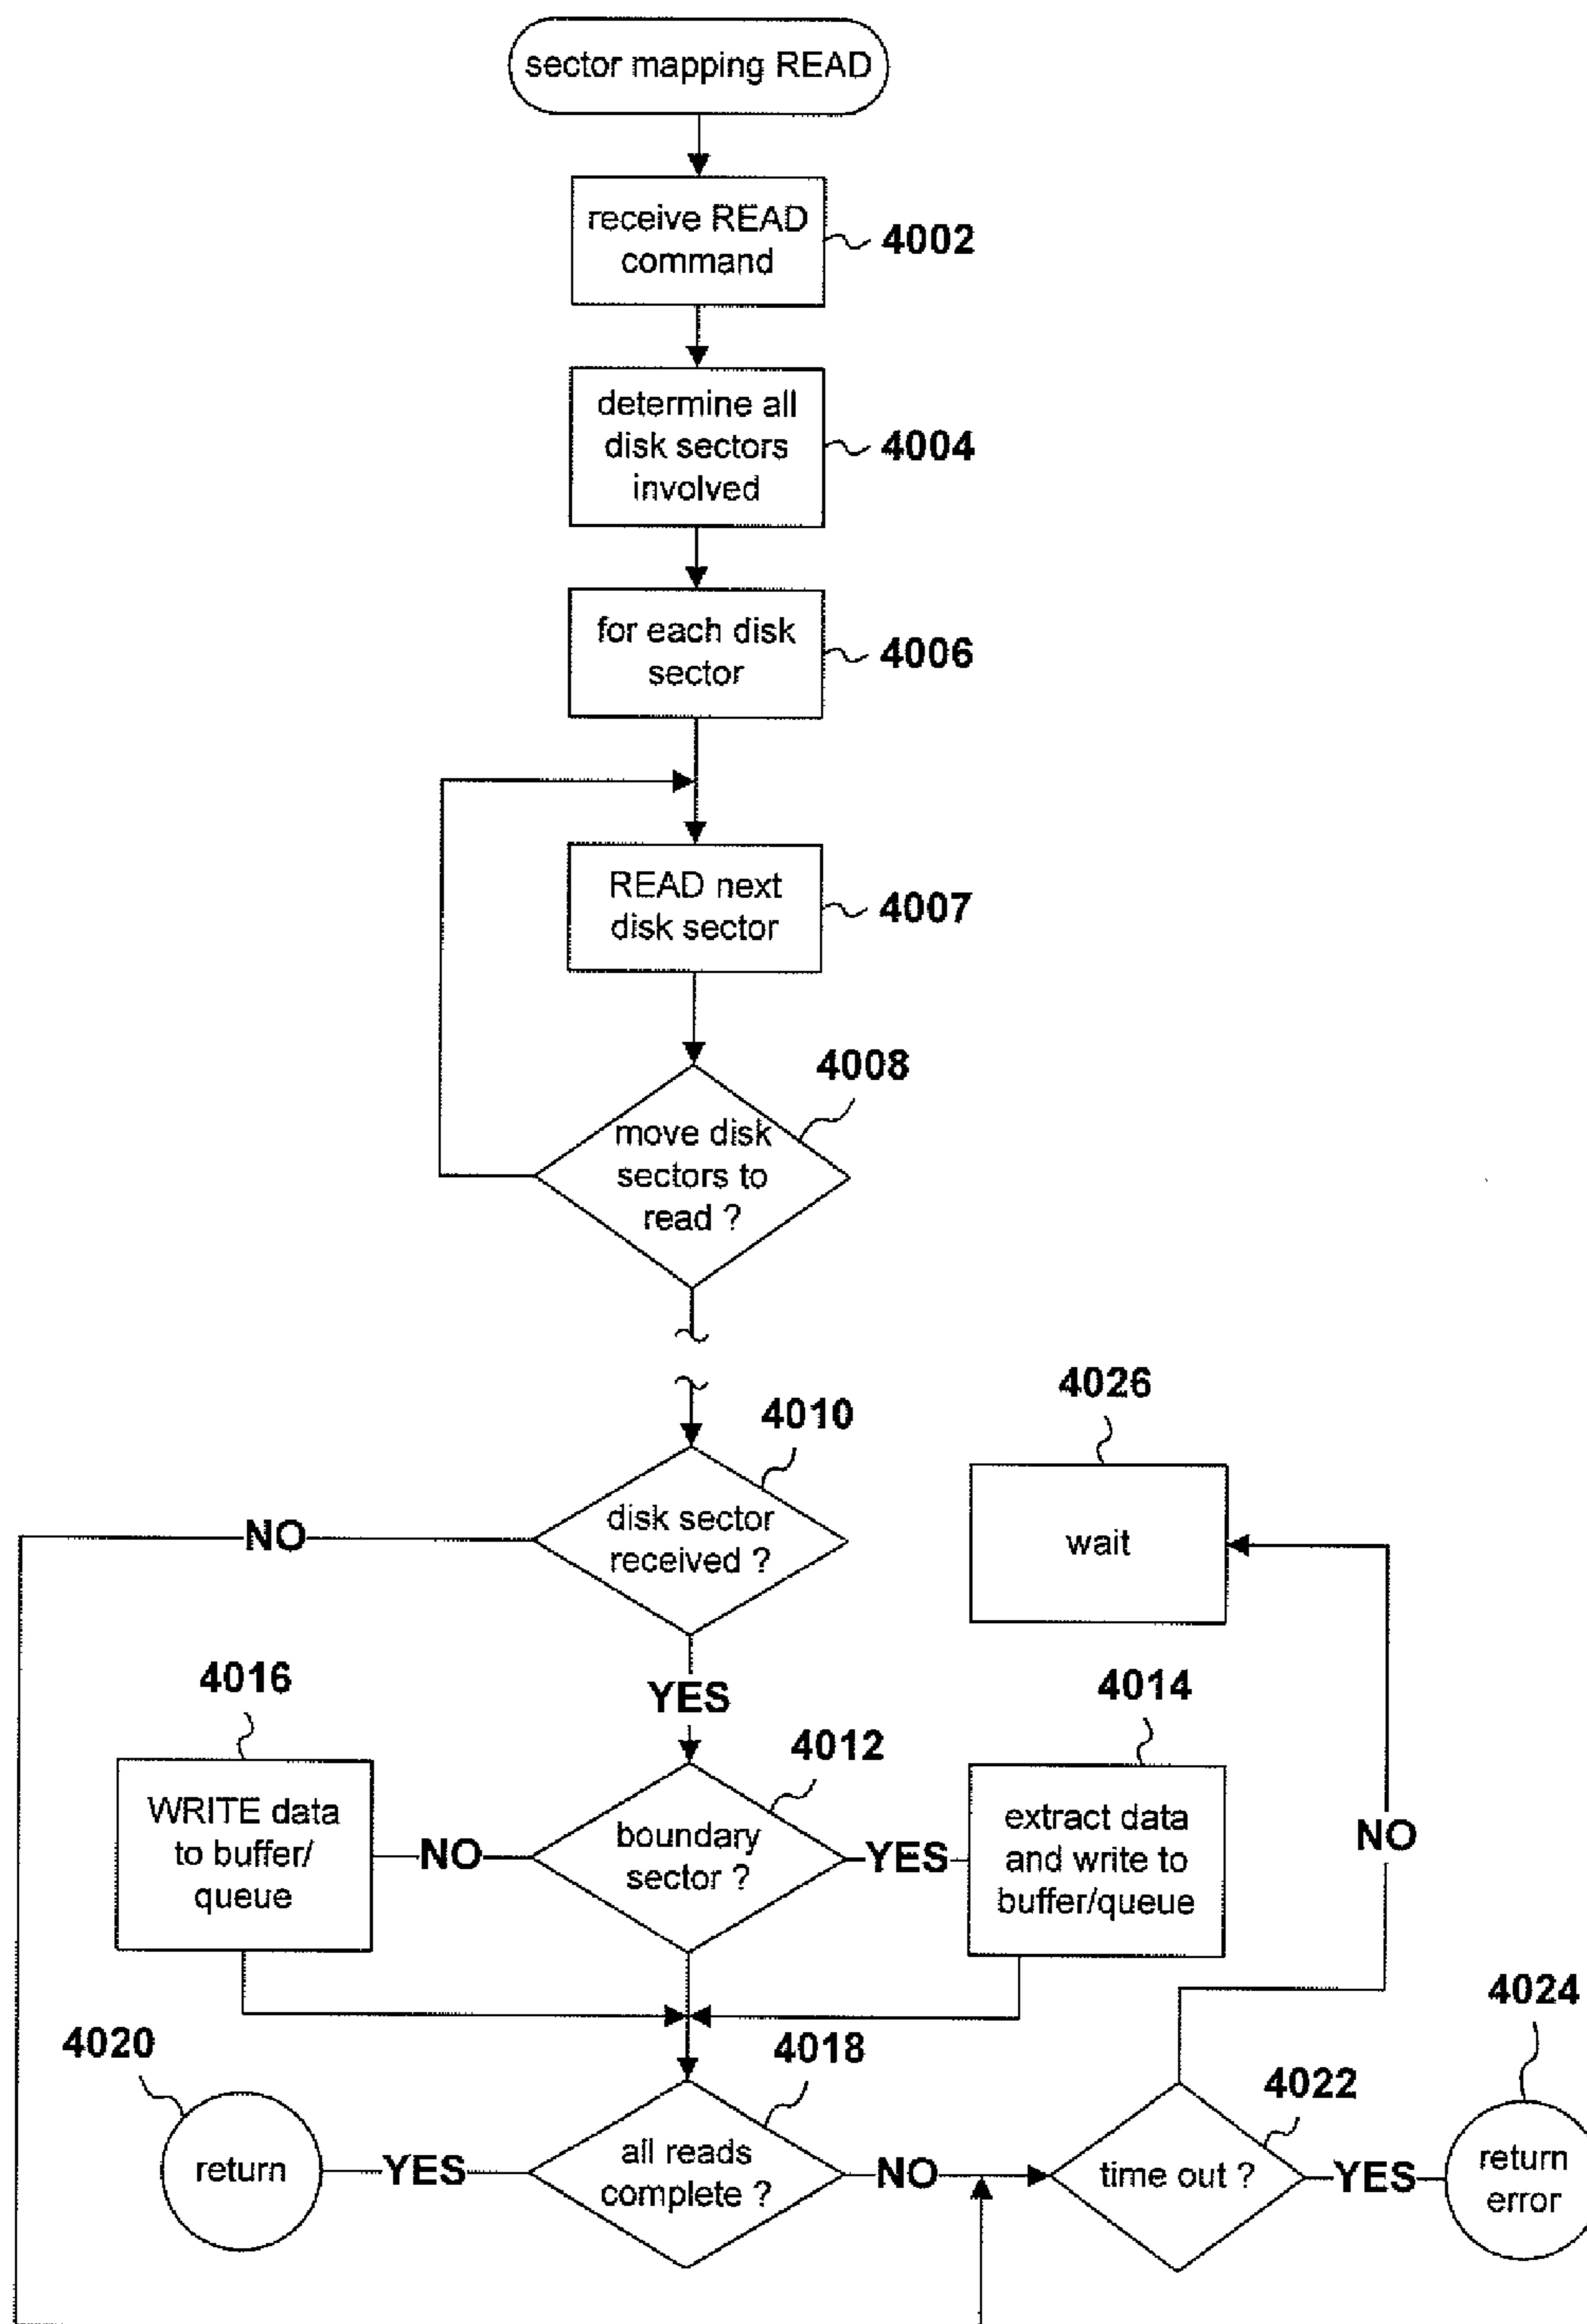 sector mapping READ
receive READ
command
4002
determine all
disk sectors
involved
4004
for each disk
sector
4006
READ next
disk sector
4007
4008
move disk
sectors to
read ?
4010
disk sector
received ?
NO
YES
4026
wait
4016
WRITE data
to buffer/
queue
NO
4012
boundary
sector ?
YES
4014
extract data
and write to
buffer/queue
NO
4020
return
YES
4018
all reads
complete ?
NO
4022
time out ?
YES
4024
return
error